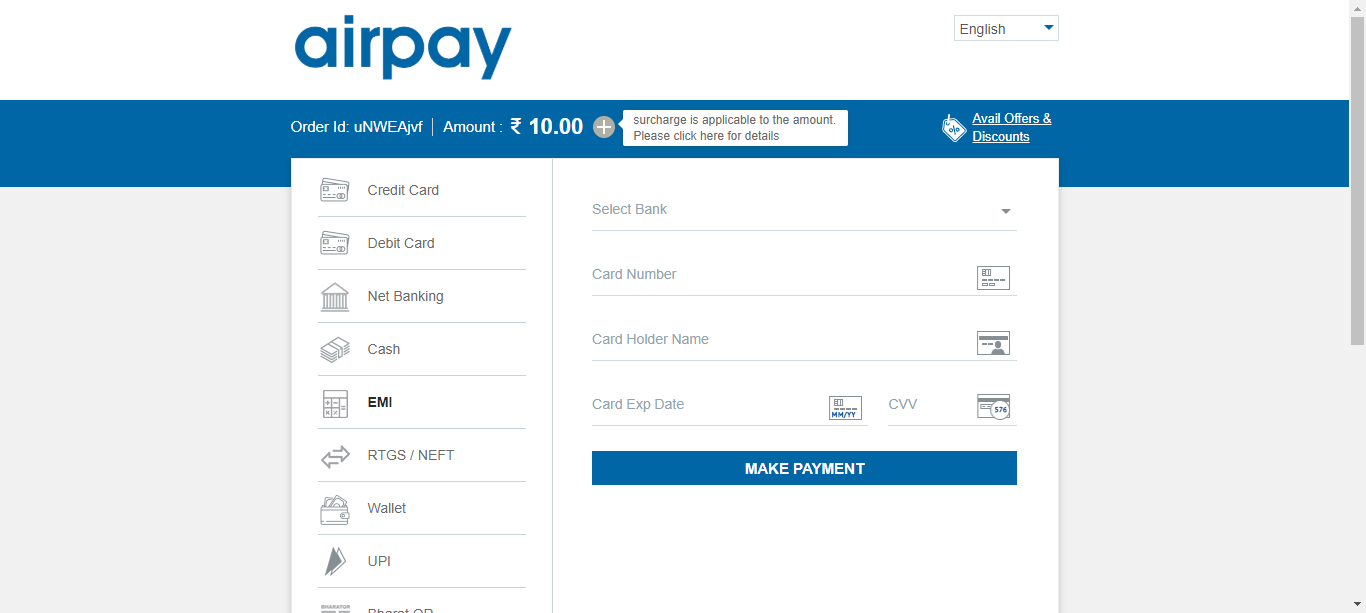 airpay
English
Order Id: uNWEAjvf
Amount : ₹ 10.00
surcharge is applicable to the amount.
Please click here for details
Avail Offers &
Discounts
Credit Card
Debit Card
Net Banking
Cash
EMI
RTGS / NEFT
Wallet
UPI
BHARATQR
Bharat QR
Select Bank
Card Number
Card Holder Name
Card Exp Date
MM/YY
CVV
576
MAKE PAYMENT